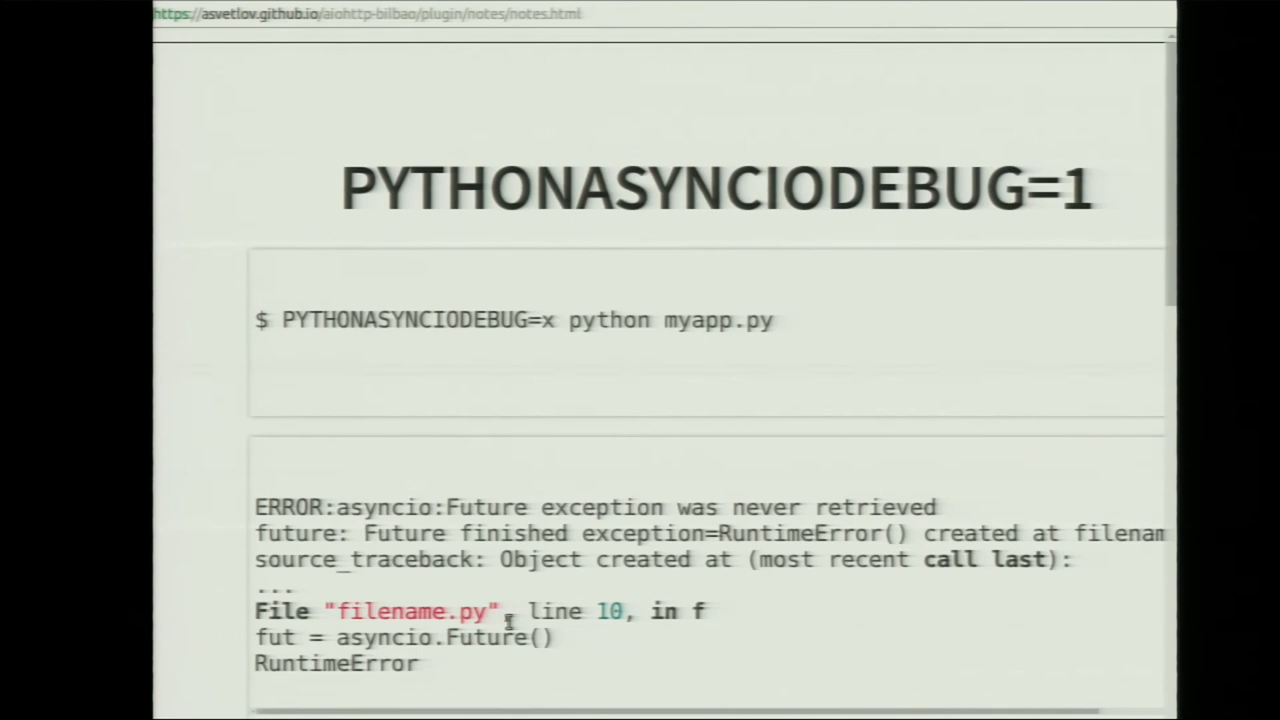 https://asvetlov.github.io/aiohttp-bilbao/plugin/notes/notes.html
PYTHONASYNCIODEBUG=1
$ PYTHONASYNCIODEBUG=x python myapp.py
ERROR:asyncio:Future exception was never retrieved
future: Future finished exception=RuntimeError() created at filenam
source_traceback: Object created at (most recent call last):
...
File "filename.py", line 10, in f
fut = asyncio.Future()
RuntimeError